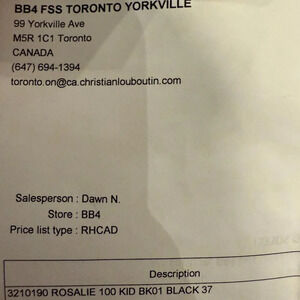 BB4 FSS TORONTO YORKVILLE
99 Yorkville Ave
M5R 1C1 Toronto
CANADA
(647) 694-1394
toronto.on@ca.christianlouboutin.com
Salesperson : Dawn N.
Store : BB4
Price list type : RHCAD
Description
3210190 ROSALIE 100 KID BK01 BLACK 37